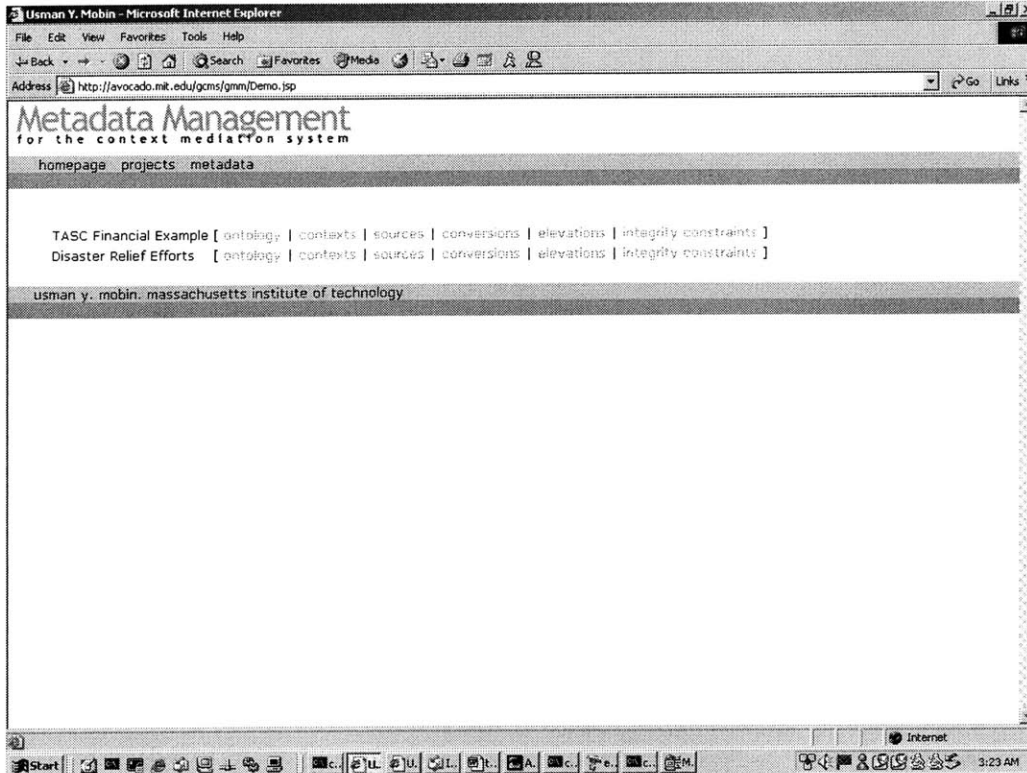 Usman Y. Mobin - Microsoft Internet Explorer
File Edit View Favorites Tools Help
Back Search Favorites Media
Address http://avocado.mit.edu/gcms/gmm/Demo.jsp Go Links
Metadata Management
for the context mediation system
homepage projects metadata
TASC Financial Example [ ontology | contexts | sources | conversions | elevations | integrity constraints ]
Disaster Relief Efforts [ ontology | contexts | sources | conversions | elevations | integrity constraints ]
usman y. mobin. massachusetts institute of technology
Internet
Start c.. U.. U.. I.. t.. A.. c.. e.. c.. M.. 3:23 AM